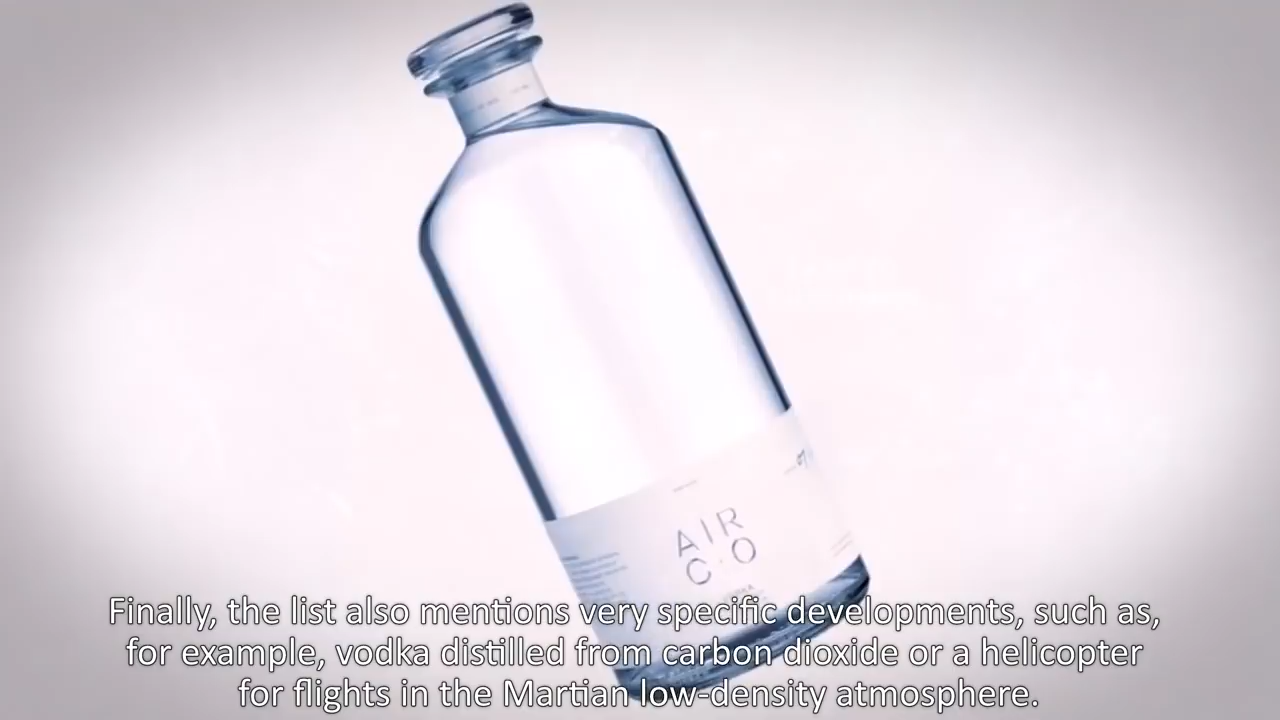 AIR
C·O
Finally, the list also mentions very specific developments, such as,
for example, vodka distilled from carbon dioxide or a helicopter
for flights in the Martian low-density atmosphere.